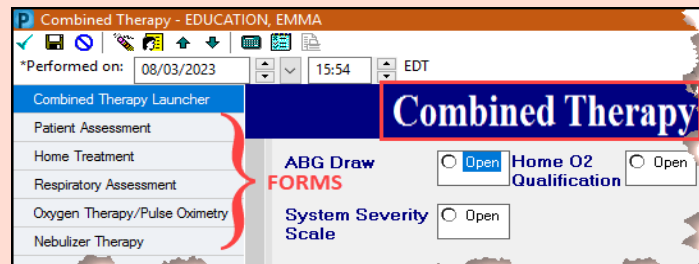 P Combined Therapy - EDUCATION, EMMA
*Performed on: 08/03/2023 15:54 EDT
Combined Therapy Launcher
Patient Assessment
Home Treatment
Respiratory Assessment
Oxygen Therapy/Pulse Oximetry
Nebulizer Therapy
FORMS
Combined Therapy
ABG Draw Open Home O2 Qualification Open
System Severity Scale Open